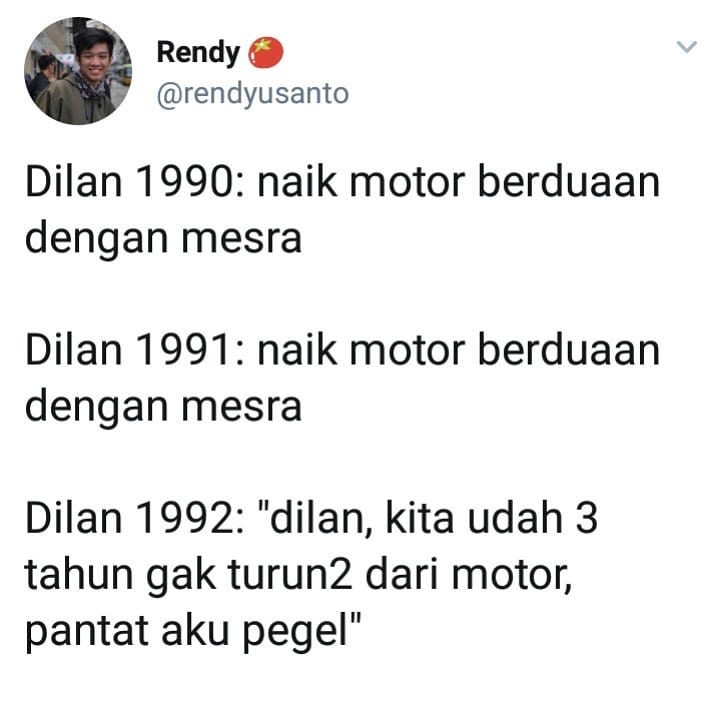 Rendy 🍅
@rendyusanto
Dilan 1990: naik motor berduaan
dengan mesra
Dilan 1991: naik motor berduaan
dengan mesra
Dilan 1992: "dilan, kita udah 3
tahun gak turun2 dari motor,
pantat aku pegel"